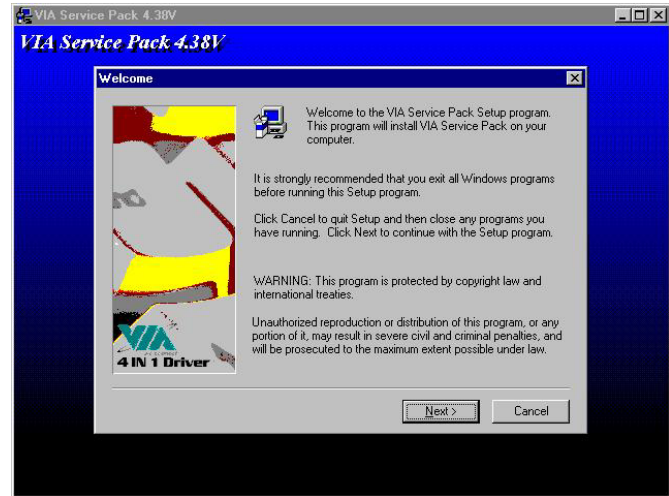 VIA Service Pack 4.38V
VIA Service Pack 4.38V
Welcome
Welcome to the VIA Service Pack Setup program.
This program will install VIA Service Pack on your
computer.
It is strongly recommended that you exit all Windows programs
before running this Setup program.
Click Cancel to quit Setup and then close any programs you
have running. Click Next to continue with the Setup program.
WARNING: This program is protected by copyright law and
international treaties.
Unauthorized reproduction or distribution of this program, or any
portion of it, may result in severe civil and criminal penalties, and
will be prosecuted to the maximum extent possible under law.
VIA
4 IN 1 Driver
Next >
Cancel